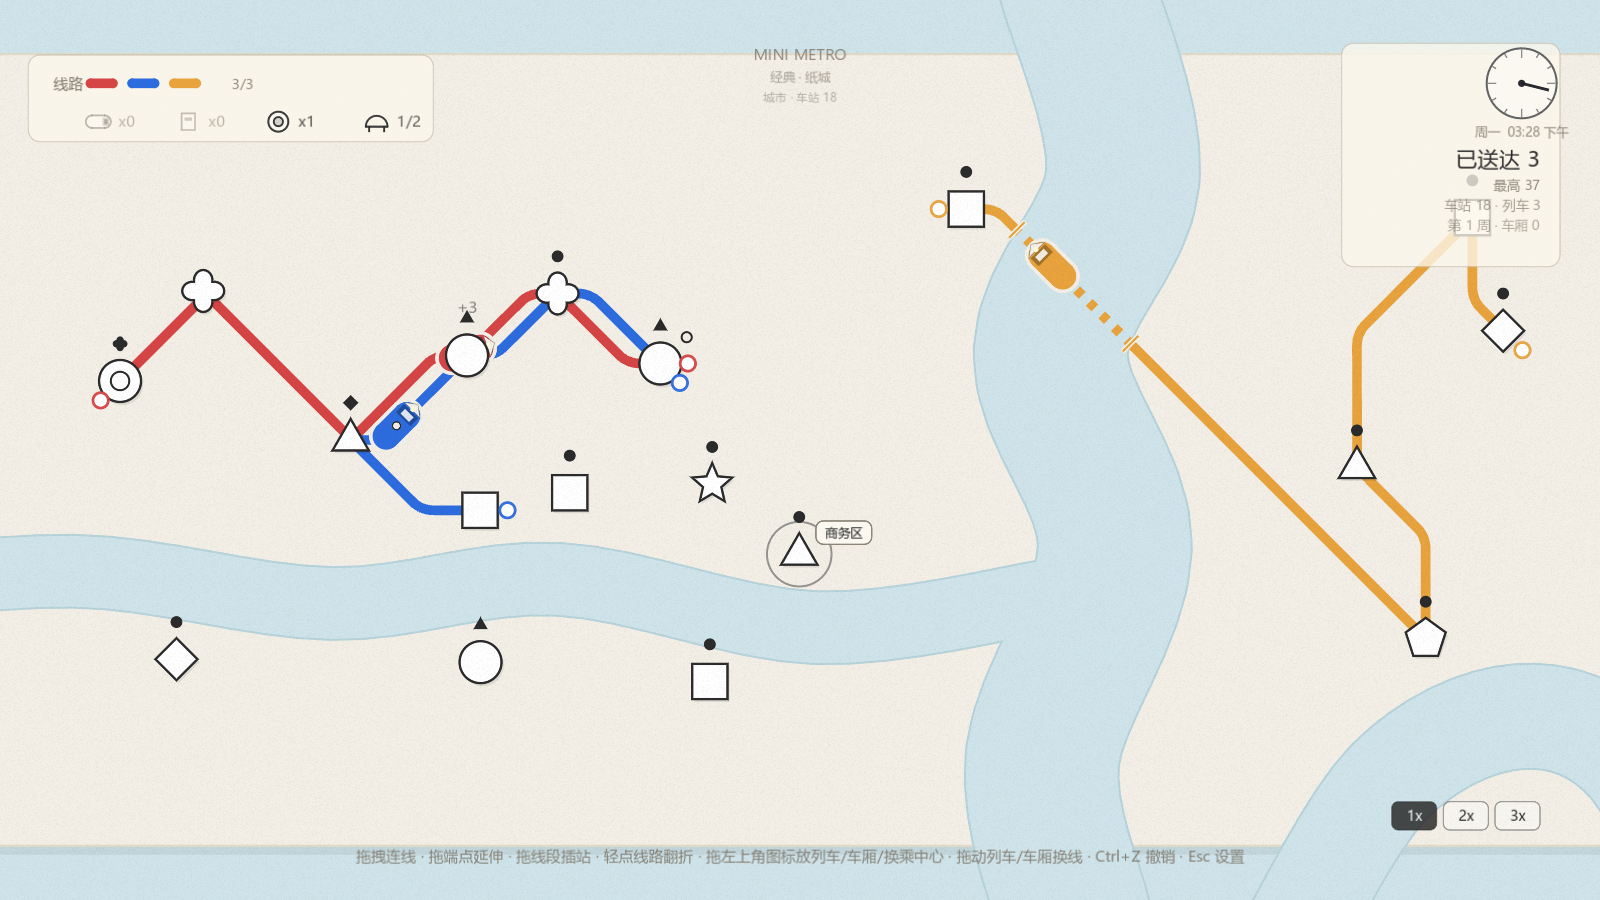 线路 3/3
x0 x0 x1 1/2
MINI METRO
经典 · 纸城
城市 · 车站 18
周一 03:28 下午
已送达 3
最高 37
车站 18 · 列车 3
第 1 周 · 车厢 0
+3
商务区
1x 2x 3x
拖拽连线 · 拖端点延伸 · 拖线段插站 · 轻点线路翻折 · 拖左上角图标放列车/车厢/换乘中心 · 拖动列车/车厢换线 · Ctrl+Z 撤销 · Esc 设置